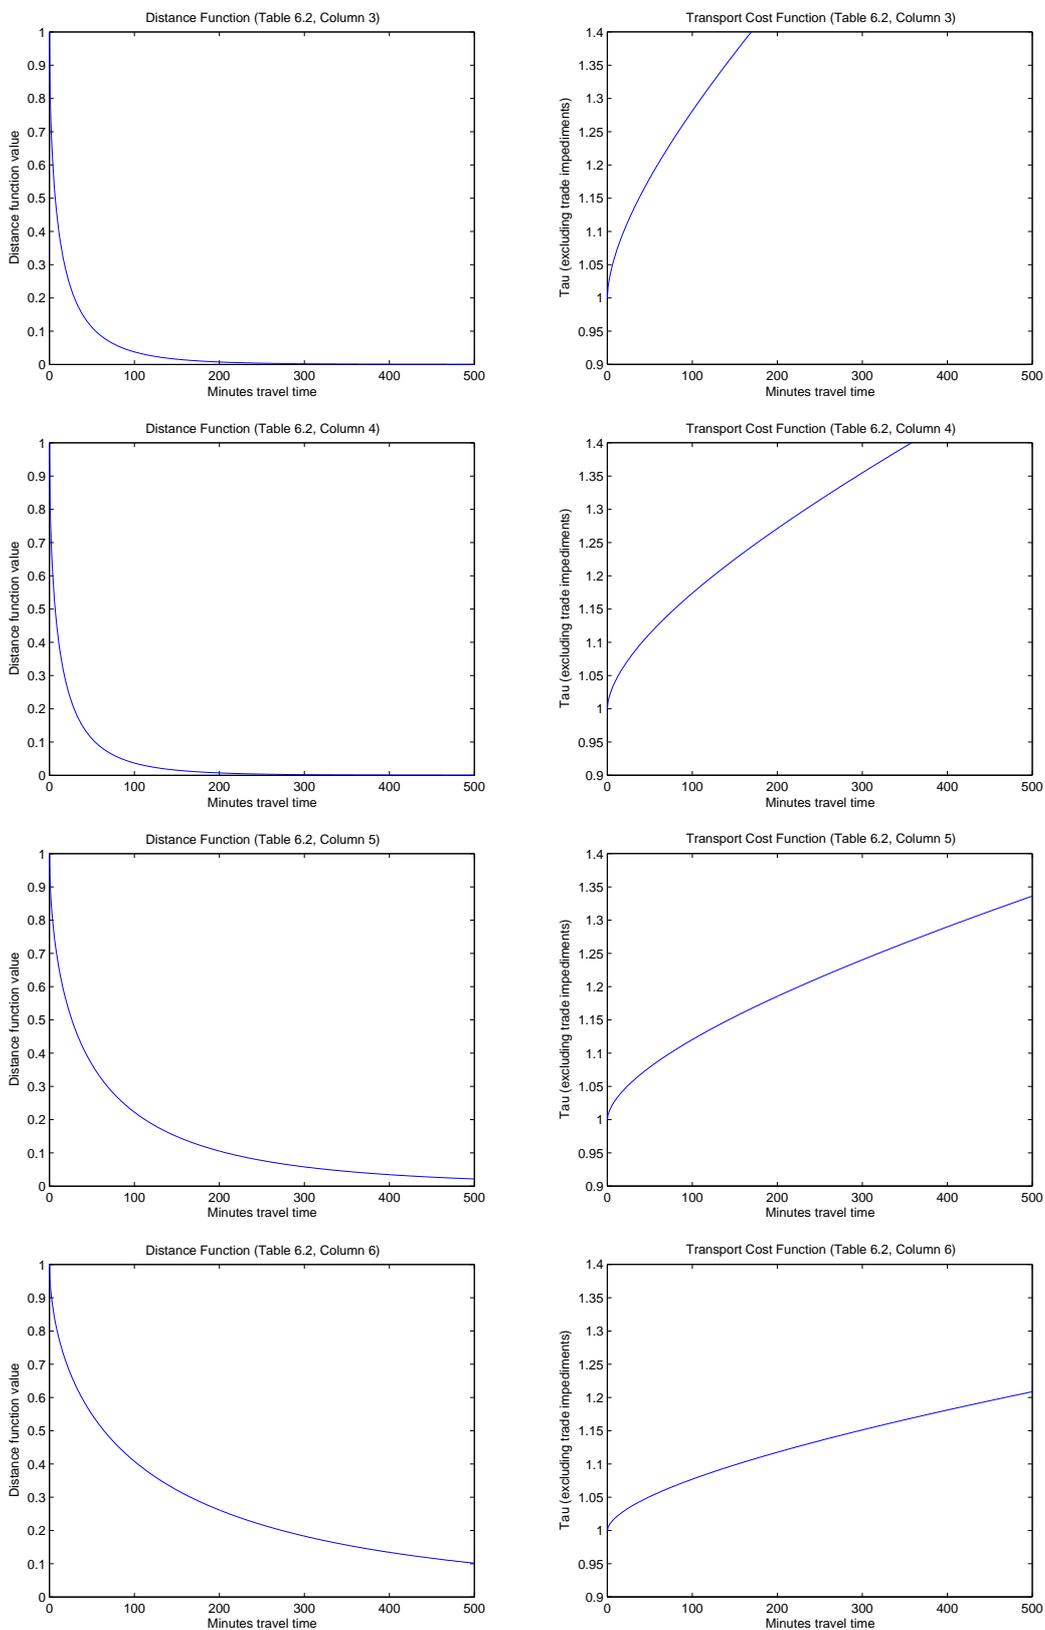 Distance Function (Table 6.2, Column 3)
1
0.9
0.8
0.7
0.6
0.5
0.4
0.3
0.2
0.1
0
Distance function value
0 100 200 300 400 500
Minutes travel time
Transport Cost Function (Table 6.2, Column 3)
1.4
1.35
1.3
1.25
1.2
1.15
1.1
1.05
1
0.95
0.9
Tau (excluding trade impediments)
0 100 200 300 400 500
Minutes travel time
Distance Function (Table 6.2, Column 4)
1
0.9
0.8
0.7
0.6
0.5
0.4
0.3
0.2
0.1
0
Distance function value
0 100 200 300 400 500
Minutes travel time
Transport Cost Function (Table 6.2, Column 4)
1.4
1.35
1.3
1.25
1.2
1.15
1.1
1.05
1
0.95
0.9
Tau (excluding trade impediments)
0 100 200 300 400 500
Minutes travel time
Distance Function (Table 6.2, Column 5)
1
0.9
0.8
0.7
0.6
0.5
0.4
0.3
0.2
0.1
0
Distance function value
0 100 200 300 400 500
Minutes travel time
Transport Cost Function (Table 6.2, Column 5)
1.4
1.35
1.3
1.25
1.2
1.15
1.1
1.05
1
0.95
0.9
Tau (excluding trade impediments)
0 100 200 300 400 500
Minutes travel time
Distance Function (Table 6.2, Column 6)
1
0.9
0.8
0.7
0.6
0.5
0.4
0.3
0.2
0.1
0
Distance function value
0 100 200 300 400 500
Minutes travel time
Transport Cost Function (Table 6.2, Column 6)
1.4
1.35
1.3
1.25
1.2
1.15
1.1
1.05
1
0.95
0.9
Tau (excluding trade impediments)
0 100 200 300 400 500
Minutes travel time